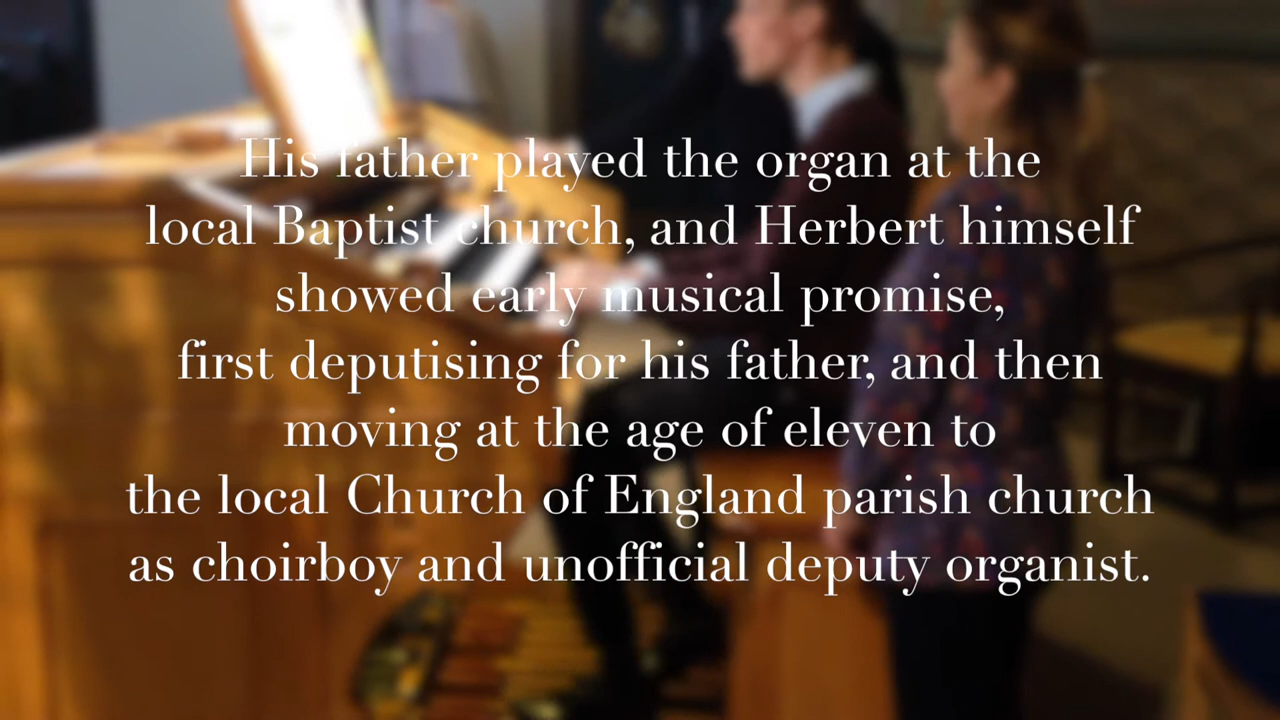 His father played the organ at the
local Baptist church, and Herbert himself
showed early musical promise,
first deputising for his father, and then
moving at the age of eleven to
the local Church of England parish church
as choirboy and unofficial deputy organist.